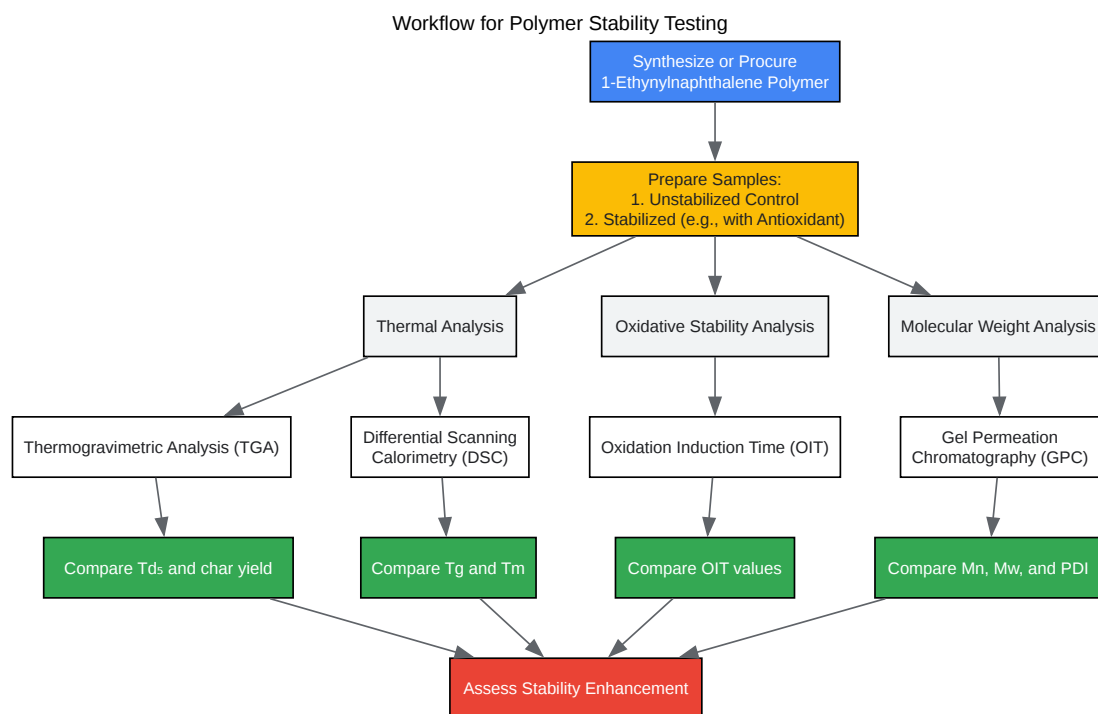 Workflow for Polymer Stability Testing
Synthesize or Procure
1-Ethynylnaphthalene Polymer
Prepare Samples:
1. Unstabilized Control
2. Stabilized (e.g., with Antioxidant)
Thermal Analysis
Oxidative Stability Analysis
Molecular Weight Analysis
Thermogravimetric Analysis (TGA)
Differential Scanning
Calorimetry (DSC)
Oxidation Induction Time (OIT)
Gel Permeation
Chromatography (GPC)
Compare Td₅ and char yield
Compare Tg and Tm
Compare OIT values
Compare Mn, Mw, and PDI
Assess Stability Enhancement